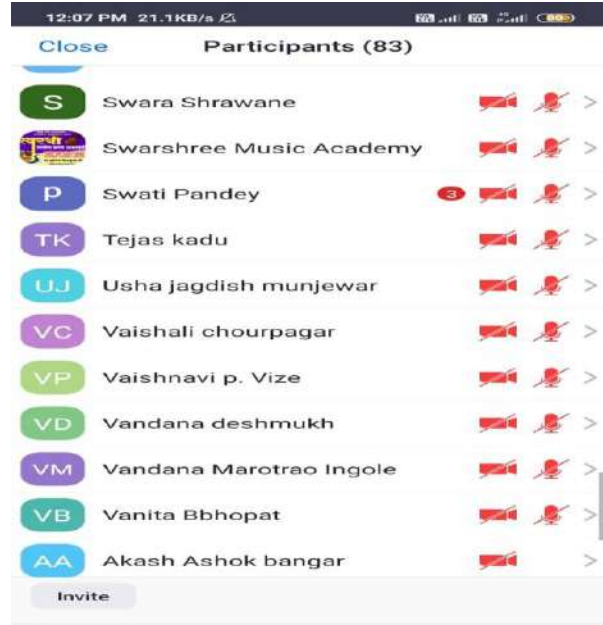 12:07 PM 21.1KB/s
Close Participants (83)
S Swara Shrawane
Swarshree Music Academy
P Swati Pandey 3
TK Tejas kadu
UJ Usha jagdish munjewar
VC Vaishali chourpagar
VP Vaishnavi p. Vize
VD Vandana deshmukh
VM Vandana Marotrao Ingole
VB Vanita Bbhopat
AA Akash Ashok bangar
Invite